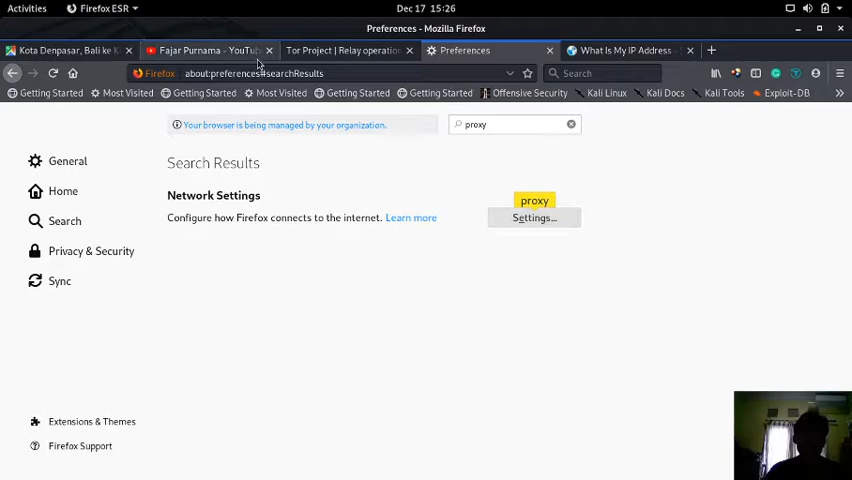 Activities Firefox ESR Dec 17 15:26
Preferences - Mozilla Firefox
Kota Denpasar, Bali ke K Fajar Purnama - YouTub Tor Project | Relay operation Preferences What Is My IP Address - S
Firefox about:preferences#searchResults Search
Getting Started Most Visited Getting Started Most Visited Getting Started Getting Started Offensive Security Kali Linux Kali Docs Kali Tools Exploit-DB
Your browser is being managed by your organization. proxy
General
Search Results
Home
Network Settings
proxy
Configure how Firefox connects to the internet. Learn more Settings...
Search
Privacy & Security
Sync
Extensions & Themes
Firefox Support